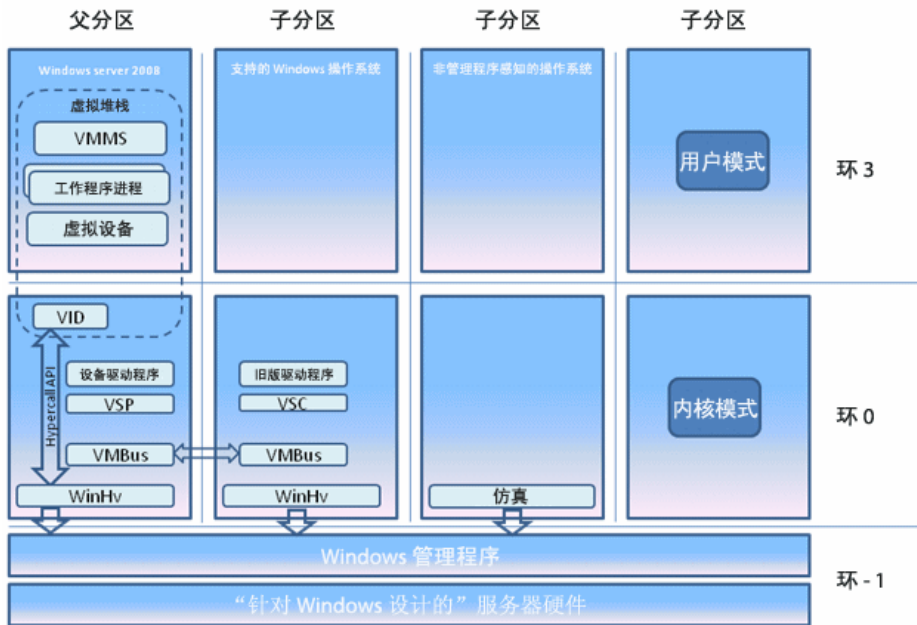 父分区
子分区
子分区
子分区
Windows server 2008
支持的 Windows 操作系统
非管理程序感知的操作系统
虚拟堆栈
VMMS
工作程序进程
虚拟设备
用户模式
环 3
VID
Hypercall API
设备驱动程序
VSP
VMBus
WinHv
旧版驱动程序
VSC
VMBus
WinHv
仿真
内核模式
环 0
Windows 管理程序
“针对 Windows 设计的”服务器硬件
环 - 1